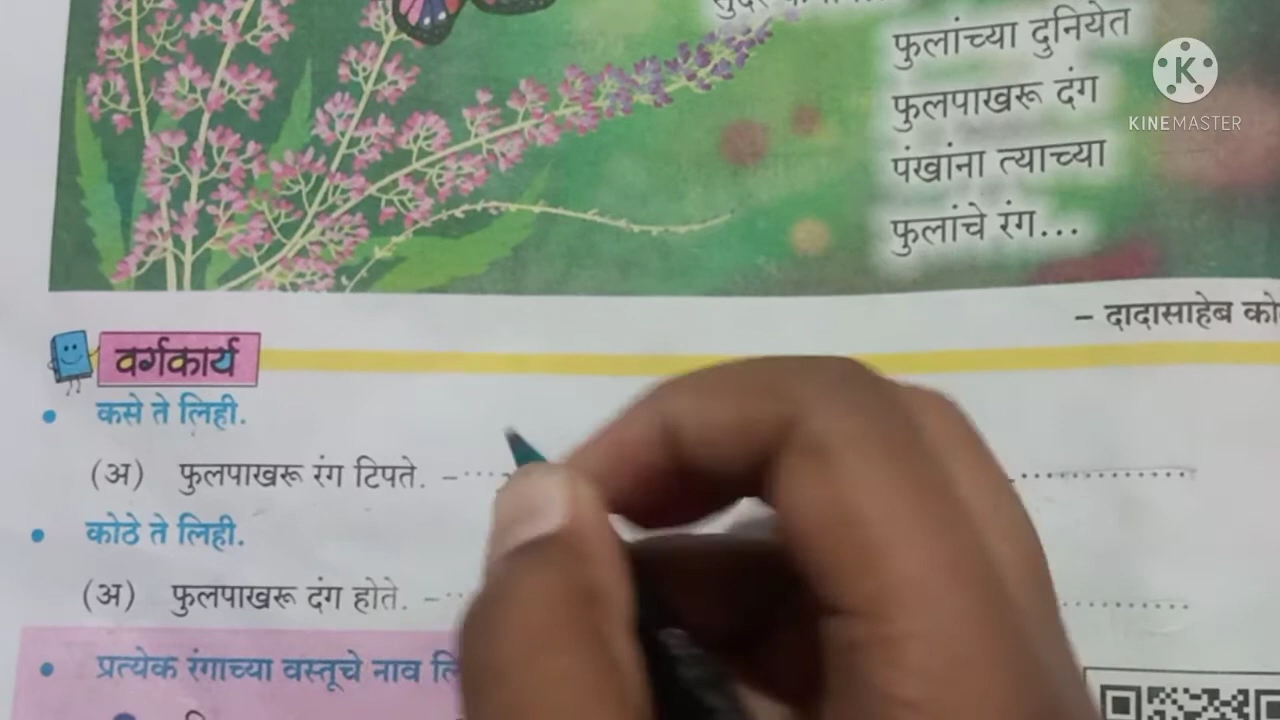 फुलांच्या दुनियेत
फुलपाखरू दंग
पंखांना त्याच्या
फुलांचे रंग...
KINEMASTER
– दादासाहेब
वर्गकार्य
• कसे ते लिही.
(अ) फुलपाखरू रंग टिपते. –
• कोठे ते लिही.
(अ) फुलपाखरू दंग होते. –
• प्रत्येक रंगाच्या वस्तूचे नाव